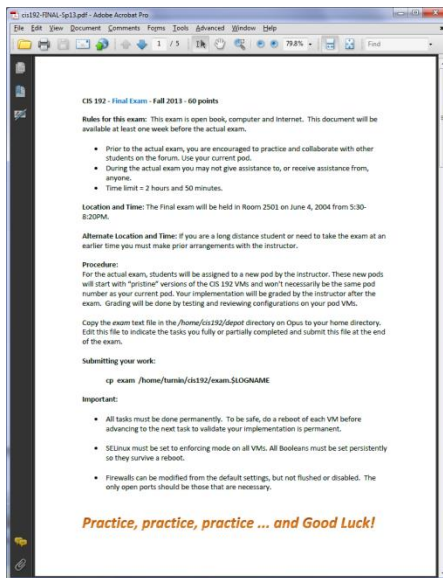 cis192-FINAL-Sp13.pdf - Adobe Acrobat Pro
File Edit View Document Comments Forms Tools Advanced Window Help
1 / 5 79.8% Find
CIS 192 - Final Exam - Fall 2013 - 60 points
Rules for this exam: This exam is open book, computer and Internet. This document will be
available at least one week before the actual exam.
• Prior to the actual exam, you are encouraged to practice and collaborate with other
students on the forum. Use your current pod.
• During the actual exam you may not give assistance to, or receive assistance from,
anyone.
• Time limit = 2 hours and 50 minutes.
Location and Time: The Final exam will be held in Room 2501 on June 4, 2004 from 5:30-
8:20PM.
Alternate Location and Time: If you are a long distance student or need to take the exam at an
earlier time you must make prior arrangements with the instructor.
Procedure:
For the actual exam, students will be assigned to a new pod by the instructor. These new pods
will start with "pristine" versions of the CIS 192 VMs and won't necessarily be the same pod
number as your current pod. Your implementation will be graded by the instructor after the
exam. Grading will be done by testing and reviewing configurations on your pod VMs.
Copy the exam text file in the /home/cis192/depot directory on Opus to your home directory.
Edit this file to indicate the tasks you fully or partially completed and submit this file at the end
of the exam.
Submitting your work:
cp exam /home/turnin/cis192/exam.$LOGNAME
Important:
• All tasks must be done permanently. To be safe, do a reboot of each VM before
advancing to the next task to validate your implementation is permanent.
• SELinux must be set to enforcing mode on all VMs. All Booleans must be set persistently
so they survive a reboot.
• Firewalls can be modified from the default settings, but not flushed or disabled. The
only open ports should be those that are necessary.
Practice, practice, practice ... and Good Luck!